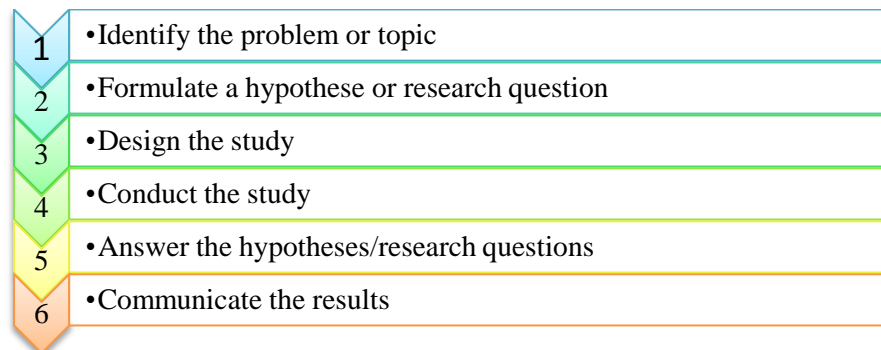 1 •Identify the problem or topic
2 •Formulate a hypothese or research question
3 •Design the study
4 •Conduct the study
5 •Answer the hypotheses/research questions
6 •Communicate the results